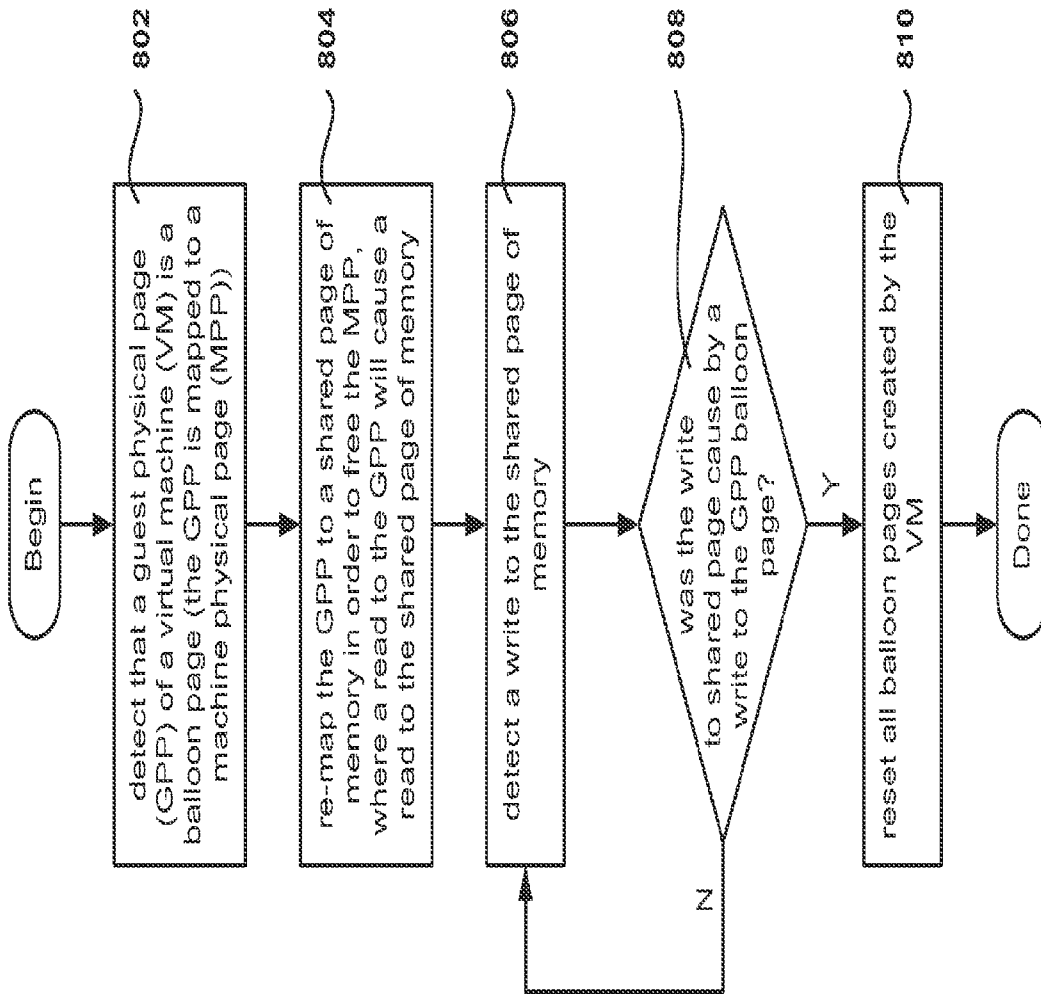 Begin
detect that a guest physical page
(GPP) of a virtual machine (VM) is a
balloon page (the GPP is mapped to a
machine physical page (MPP))
802
re-map the GPP to a shared page of
memory in order to free the MPP,
where a read to the GPP will cause a
read to the shared page of memory
804
detect a write to the shared page of
memory
806
was the write
to shared page cause by a
write to the GPP balloon
page?
808
N
Y
reset all balloon pages created by the
VM
810
Done